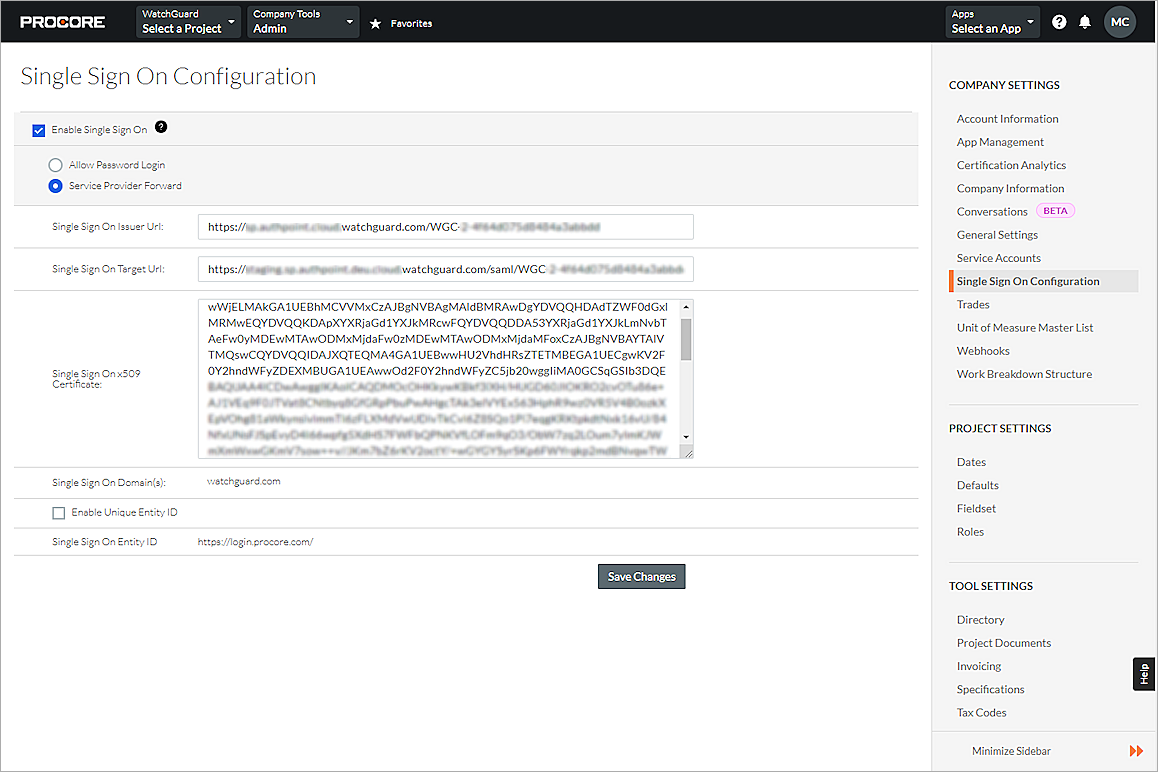 PROCORE
WatchGuard
Select a Project
Company Tools
Admin
Favorites
Apps
Select an App
MC
Single Sign On Configuration
Enable Single Sign On
Allow Password Login
Service Provider Forward
Single Sign On Issuer Url:
https://
watchguard.com/WGC-
Single Sign On Target Url:
https://
watchguard.com/saml/WGC
Single Sign On x509
Certificate:
wWjELMAkGA1UEBhMCVVMxCzAJBgNVBAgMAldBMRAwDgYDVQQHDAdTZWF0dGxl
MRMwEQYDVQQKDApXYXRjaGd1YXJkMRcwFQYDVQQDDA53YXRjaGd1YXJkLmNvbT
AeFw0yMDEwMTAwODMxMjdaFw0zMDEwMTAwODMxMjdaMFoxCzAJBgNVBAYTAlV
TMQswCQYDVQQIDAJXQTEQMA4GA1UEBwwHU2VhdHRsZTETMBEGA1UECgwKV2F
0Y2hndWFyZDEXMBUGA1UEAwwOd2F0Y2hndWFyZC5jb20wggIiMA0GCSqGSIb3DQE
Single Sign On Domain(s):
watchguard.com
Enable Unique Entity ID
Single Sign On Entity ID
https://login.procore.com/
Save Changes
COMPANY SETTINGS
Account Information
App Management
Certification Analytics
Company Information
Conversations BETA
General Settings
Service Accounts
Single Sign On Configuration
Trades
Unit of Measure Master List
Webhooks
Work Breakdown Structure
PROJECT SETTINGS
Dates
Defaults
Fieldset
Roles
TOOL SETTINGS
Directory
Project Documents
Invoicing
Specifications
Tax Codes
Help
Minimize Sidebar